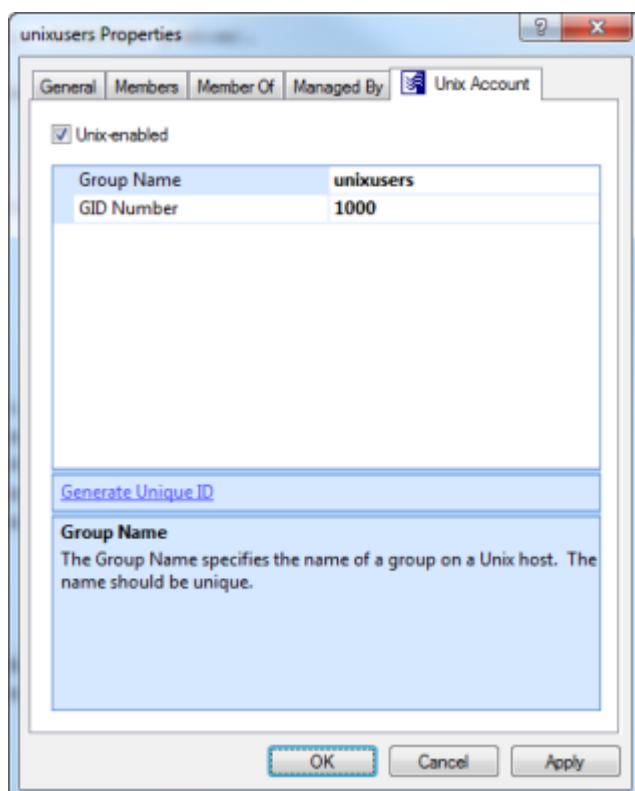 unixusers Properties
General Members Member Of Managed By Unix Account
Unix-enabled
Group Name unixusers
GID Number 1000
Generate Unique ID
Group Name
The Group Name specifies the name of a group on a Unix host. The
name should be unique.
OK Cancel Apply